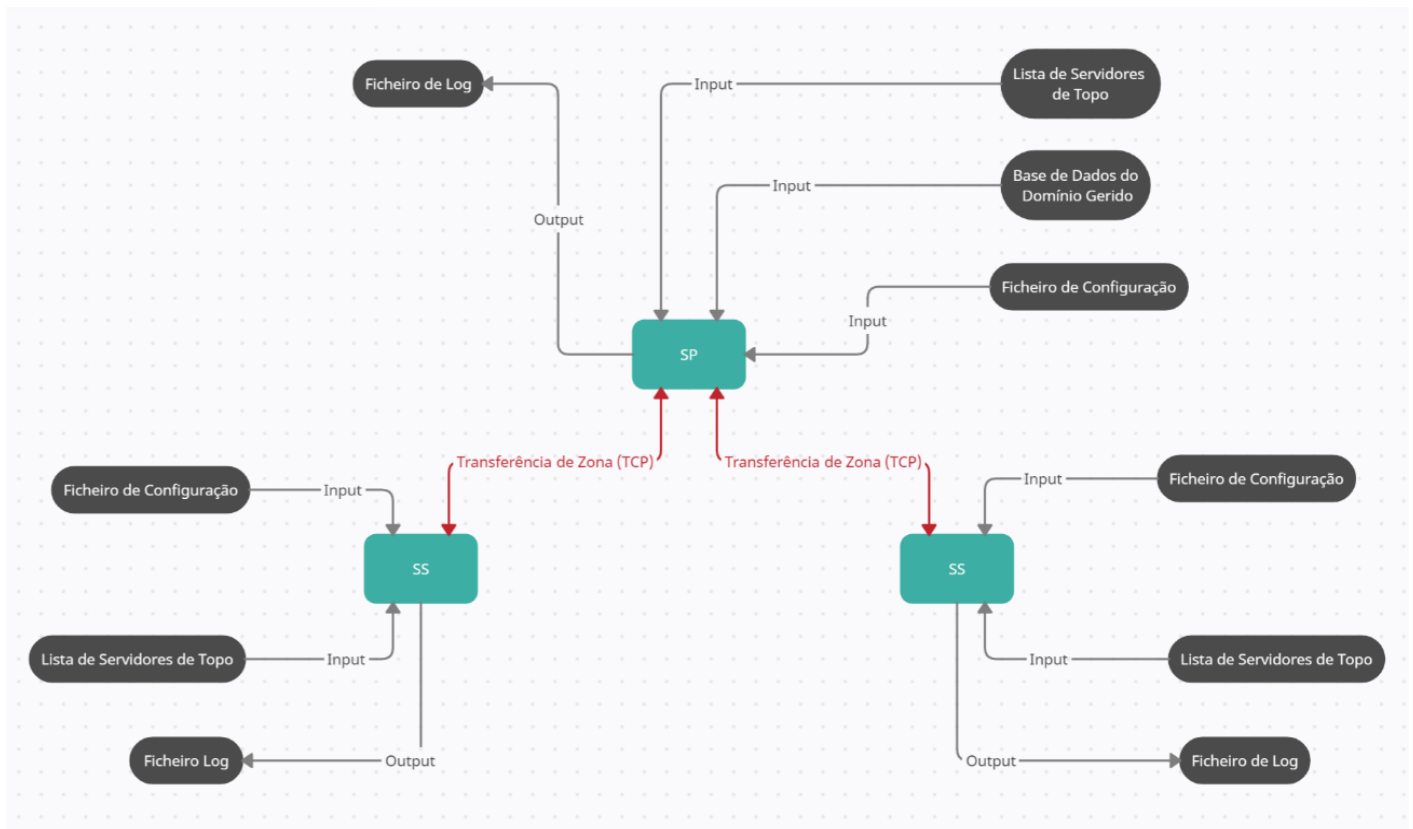 Ficheiro de Log
Input
Lista de Servidores
de Topo
Input
Base de Dados do
Domínio Gerido
Output
Ficheiro de Configuração
Input
SP
Transferência de Zona (TCP)
Transferência de Zona (TCP)
Ficheiro de Configuração
Input
Input
Ficheiro de Configuração
SS
SS
Lista de Servidores de Topo
Input
Input
Lista de Servidores de Topo
Ficheiro Log
Output
Output
Ficheiro de Log